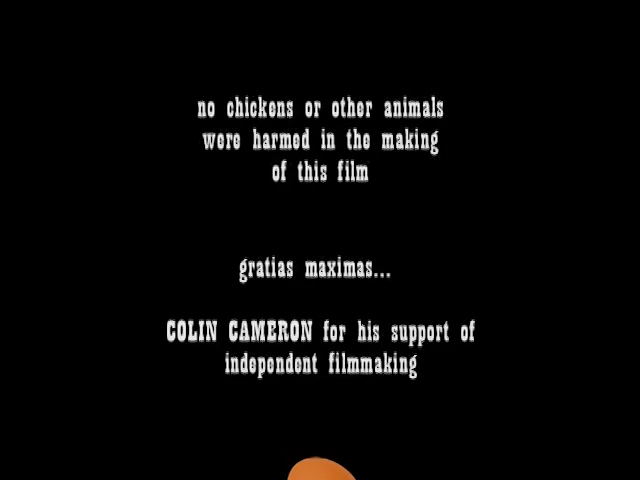 no chickens or other animals
were harmed in the making
of this film
gratias maximas...
COLIN CAMERON for his support of
independent filmmaking